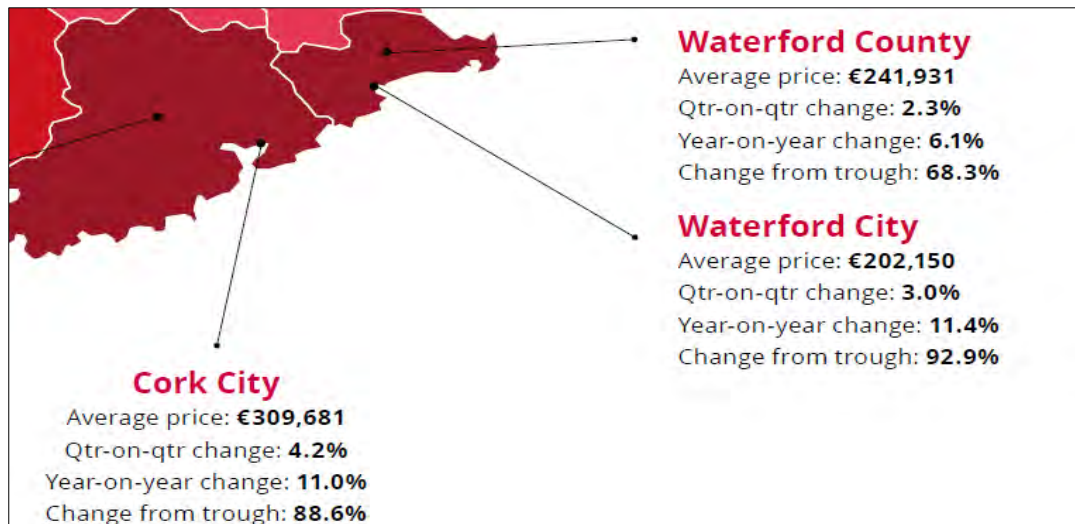 Waterford County
Average price: €241,931
Qtr-on-qtr change: 2.3%
Year-on-year change: 6.1%
Change from trough: 68.3%
Waterford City
Average price: €202,150
Qtr-on-qtr change: 3.0%
Year-on-year change: 11.4%
Change from trough: 92.9%
Cork City
Average price: €309,681
Qtr-on-qtr change: 4.2%
Year-on-year change: 11.0%
Change from trough: 88.6%